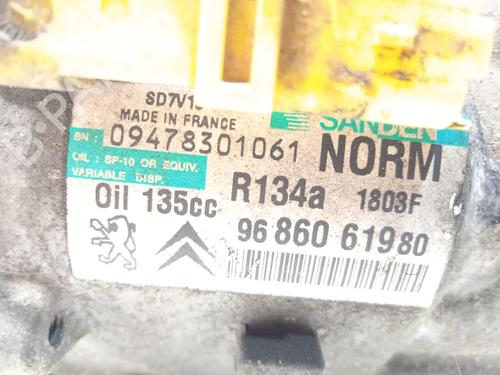 SANDEN
MADE IN FRANCE
SN: 09478301061
NORM
OIL : SP-10 OR EQUIV.
VARIABLE DISP.
R134a 1803F
Oil 135cc
96 860 619 80